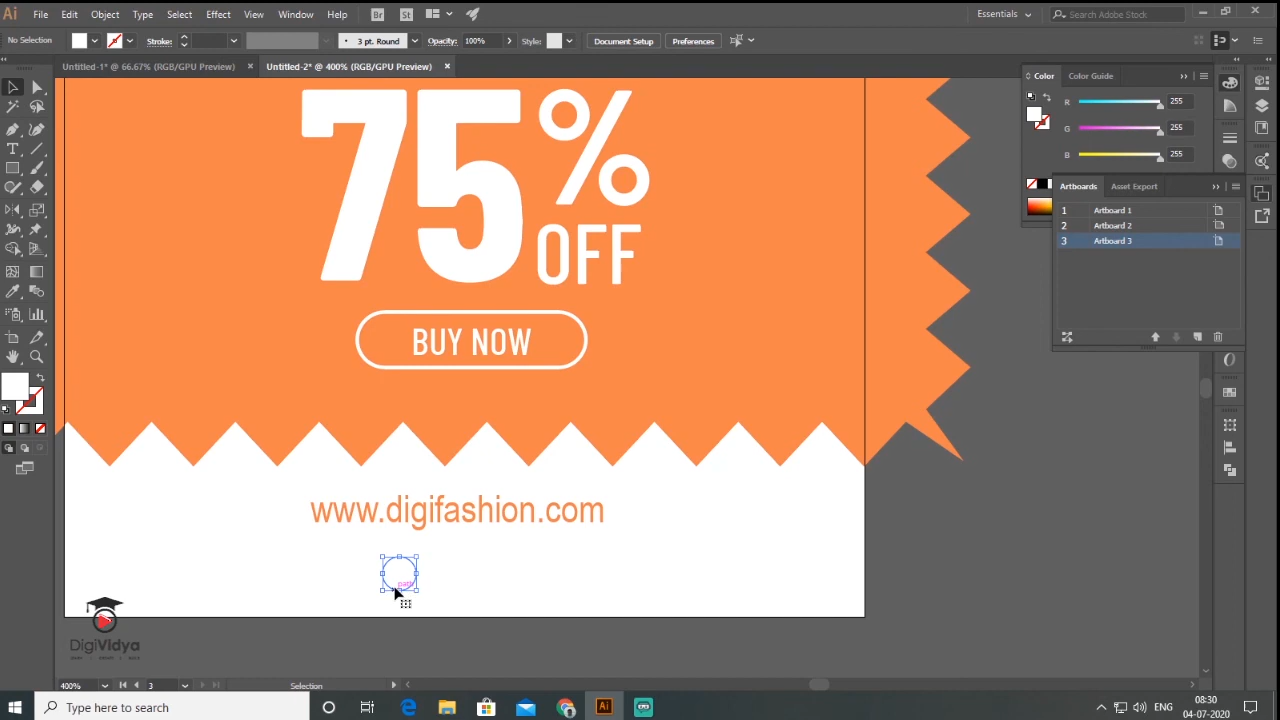 Ai File Edit Object Type Select Effect View Window Help Br St Essentials Search Adobe Stock
No Selection Stroke: 3 pt. Round Opacity: 100% Style: Document Setup Preferences
Untitled-1* @ 66.67% (RGB/GPU Preview) × Untitled-2* @ 400% (RGB/GPU Preview) ×
Color Color Guide
R 255
G 255
B 255
Artboards Asset Export
1 Artboard 1
2 Artboard 2
3 Artboard 3
75%
OFF
BUY NOW
www.digifashion.com
path
DigiVidya
400% 3 Selection
Type here to search
Ai
ENG
08:30
04-07-2020